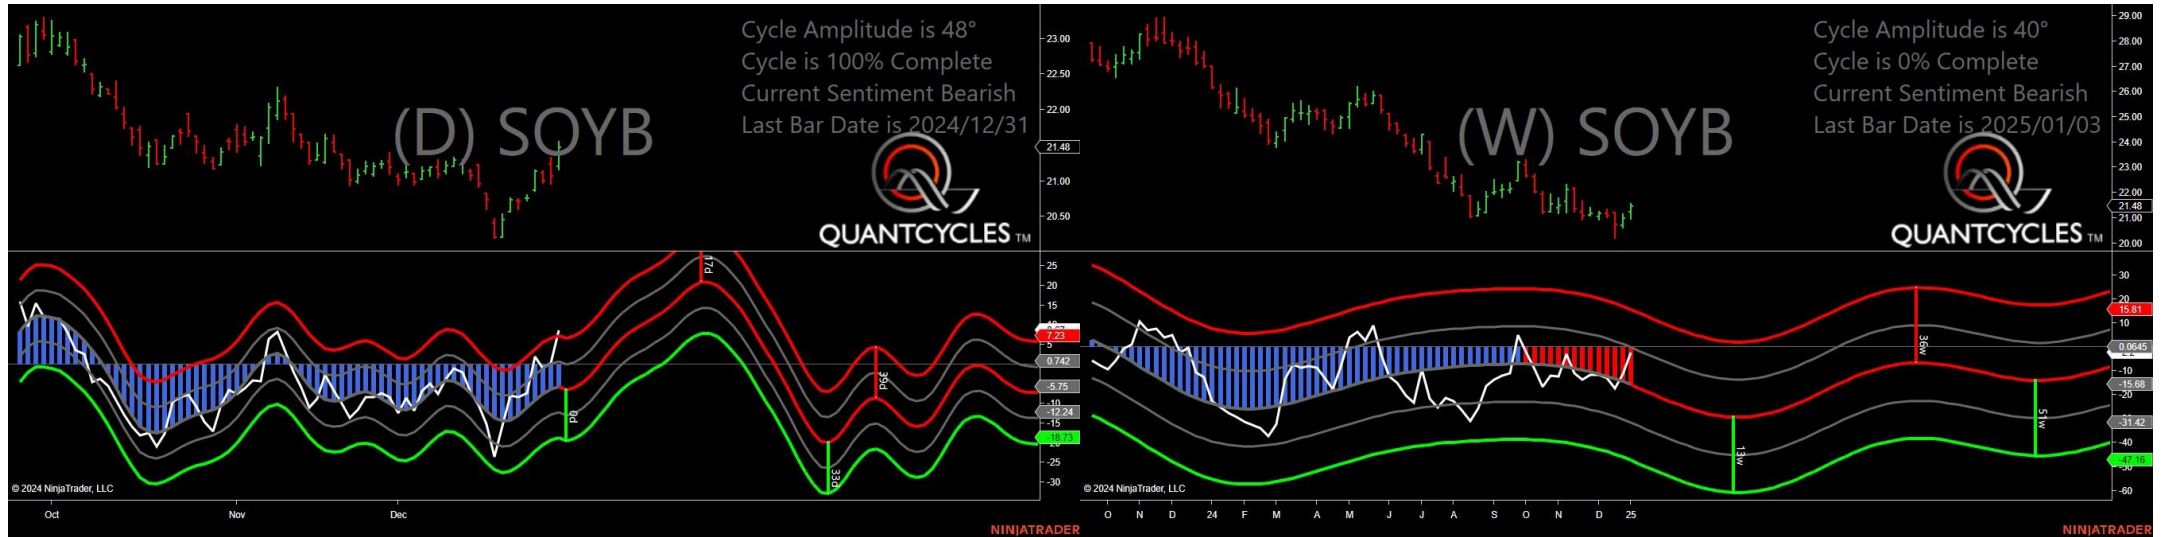 Cycle Amplitude is 48°
Cycle is 100% Complete
Current Sentiment Bearish
Last Bar Date is 2024/12/31
(D) SOYB
QUANTCYCLES TM
23.00
22.50
22.00
21.48
21.00
20.50
17d
0d
33d
39d
25
20
15
7.23
5
0.742
-5.75
-10
-12.24
-15
-18.73
-25
-30
© 2024 NinjaTrader, LLC
Oct Nov Dec
NINJATRADER
Cycle Amplitude is 40°
Cycle is 0% Complete
Current Sentiment Bearish
Last Bar Date is 2025/01/03
(W) SOYB
QUANTCYCLES TM
29.00
28.00
27.00
26.00
25.00
24.00
23.00
22.00
21.48
21.00
20.00
36w
13w
51w
30
20
15.81
10
0.0645
-10
-15.68
-20
-31.42
-40
-47.16
-60
© 2024 NinjaTrader, LLC
O N D 24 F M A M J J A S O N D 25
NINJATRADER